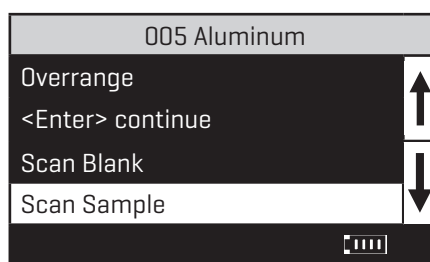 005 Aluminum
Overrange
<Enter> continue
Scan Blank
Scan Sample